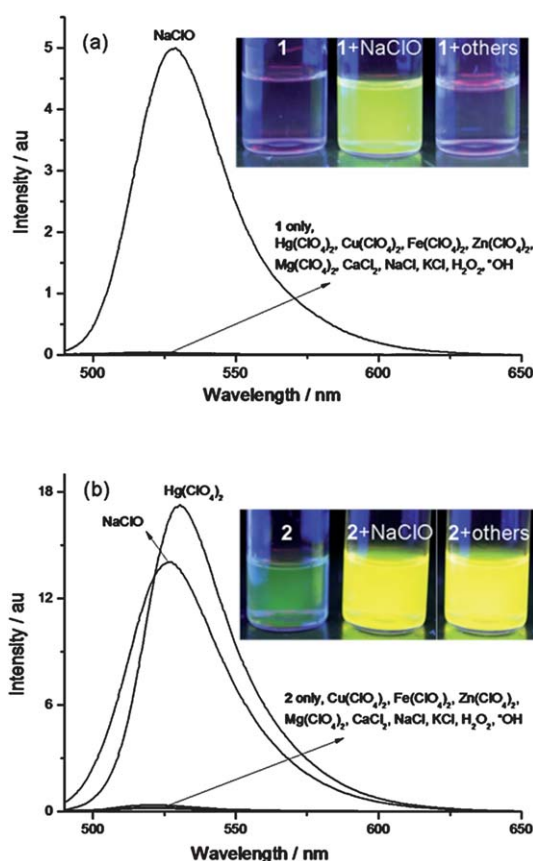 (a)
NaClO
1
1+NaClO
1+others
Intensity / au
5
4
3
2
1
0
1 only,
Hg(ClO₄)₂, Cu(ClO₄)₂, Fe(ClO₄)₂, Zn(ClO₄)₂,
Mg(ClO₄)₂, CaCl₂, NaCl, KCl, H₂O₂, •OH
500 550 600 650
Wavelength / nm
(b)
Hg(ClO₄)₂
NaClO
2
2+NaClO
2+others
Intensity / au
18
12
6
0
2 only, Cu(ClO₄)₂, Fe(ClO₄)₂, Zn(ClO₄)₂,
Mg(ClO₄)₂, CaCl₂, NaCl, KCl, H₂O₂, •OH
500 550 600 650
Wavelength / nm